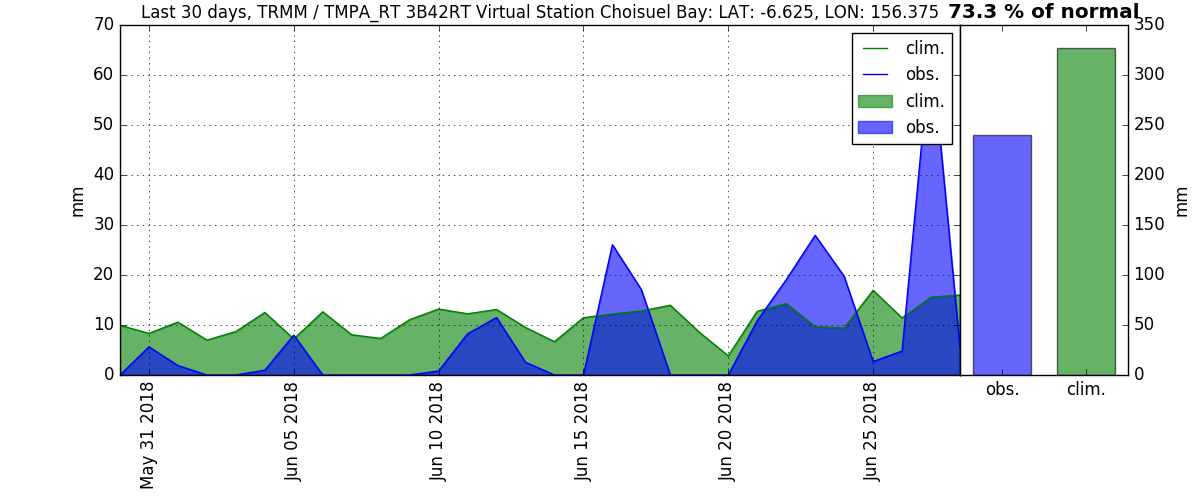 Last 30 days, TRMM / TMPA_RT 3B42RT Virtual Station Choisuel Bay: LAT: -6.625, LON: 156.375 73.3 % of normal
70
60
50
40
30
20
10
0
mm
clim.
obs.
clim.
obs.
350
300
250
200
150
100
50
0
mm
May 31 2018
Jun 05 2018
Jun 10 2018
Jun 15 2018
Jun 20 2018
Jun 25 2018
obs.
clim.